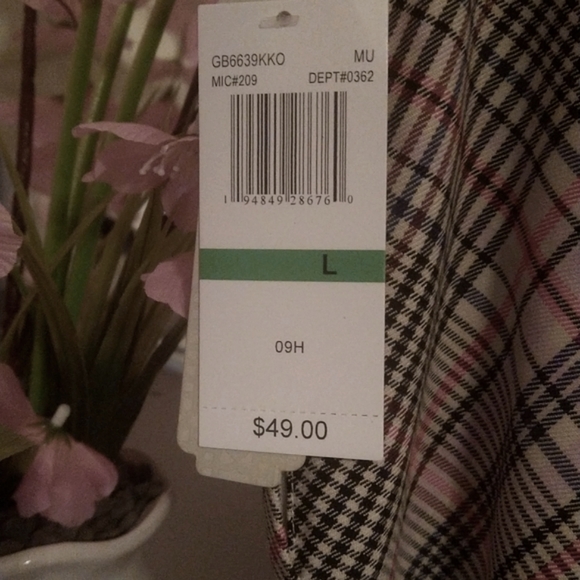 GB6639KKO MU
MIC#209 DEPT#0362
1 94849 28676 0
L
09H
$49.00